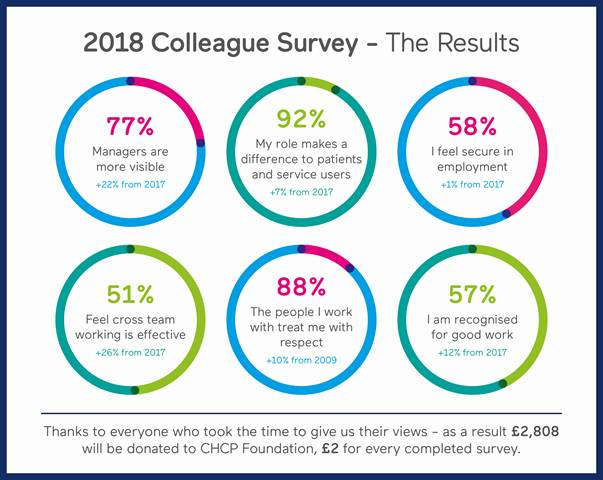 2018 Colleague Survey – The Results
77%
Managers are
more visible
+22% from 2017
92%
My role makes a
difference to patients
and service users
+7% from 2017
58%
I feel secure in
employment
+1% from 2017
51%
Feel cross team
working is effective
+26% from 2017
88%
The people I work
with treat me with
respect
+10% from 2009
57%
I am recognised
for good work
+12% from 2017
Thanks to everyone who took the time to give us their views – as a result £2,808
will be donated to CHCP Foundation, £2 for every completed survey.